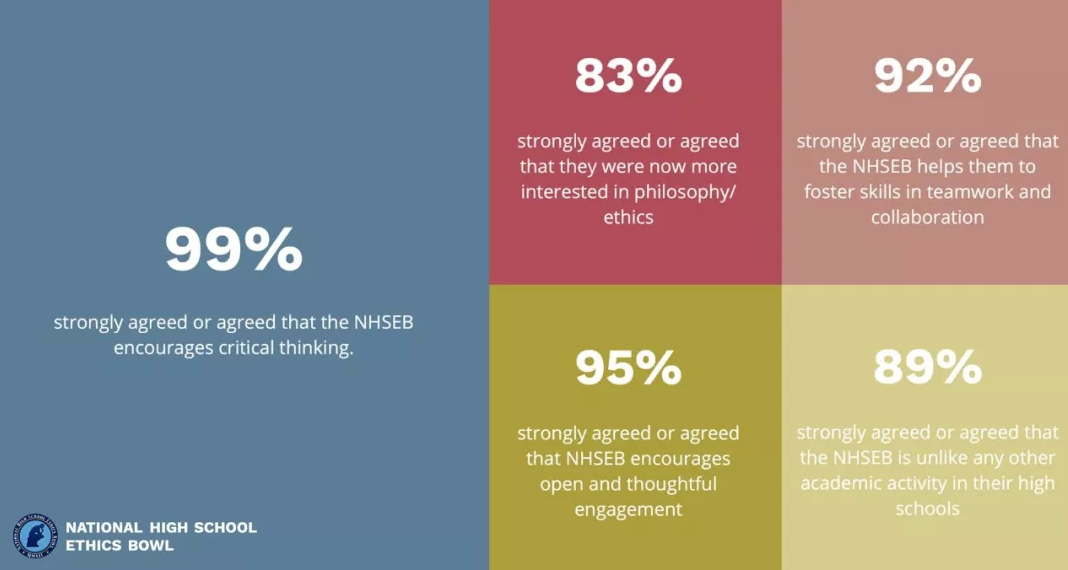 99%
strongly agreed or agreed that the NHSEB
encourages critical thinking.
83%
strongly agreed or agreed
that they were now more
interested in philosophy/
ethics
92%
strongly agreed or agreed that
the NHSEB helps them to
foster skills in teamwork and
collaboration
95%
strongly agreed or agreed
that NHSEB encourages
open and thoughtful
engagement
89%
strongly agreed or agreed that
the NHSEB is unlike any other
academic activity in their high
schools
NATIONAL HIGH SCHOOL
ETHICS BOWL